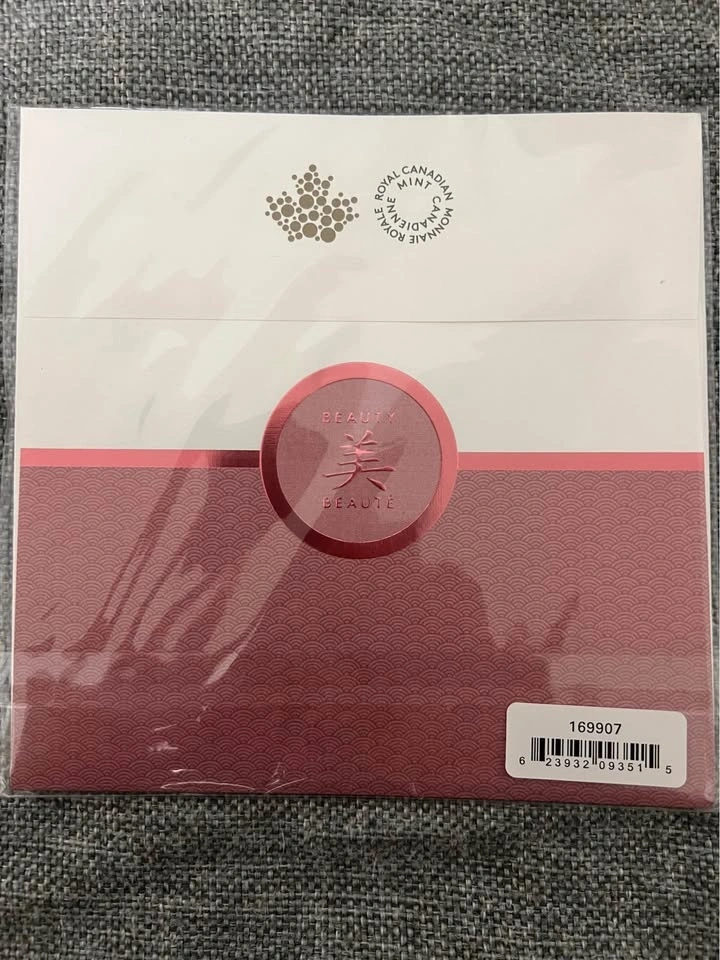 ROYAL CANADIAN MINT
MONNAIE ROYALE CANADIENNE
BEAUTY
美
BEAUTÉ
169907
6 23932 09351 5